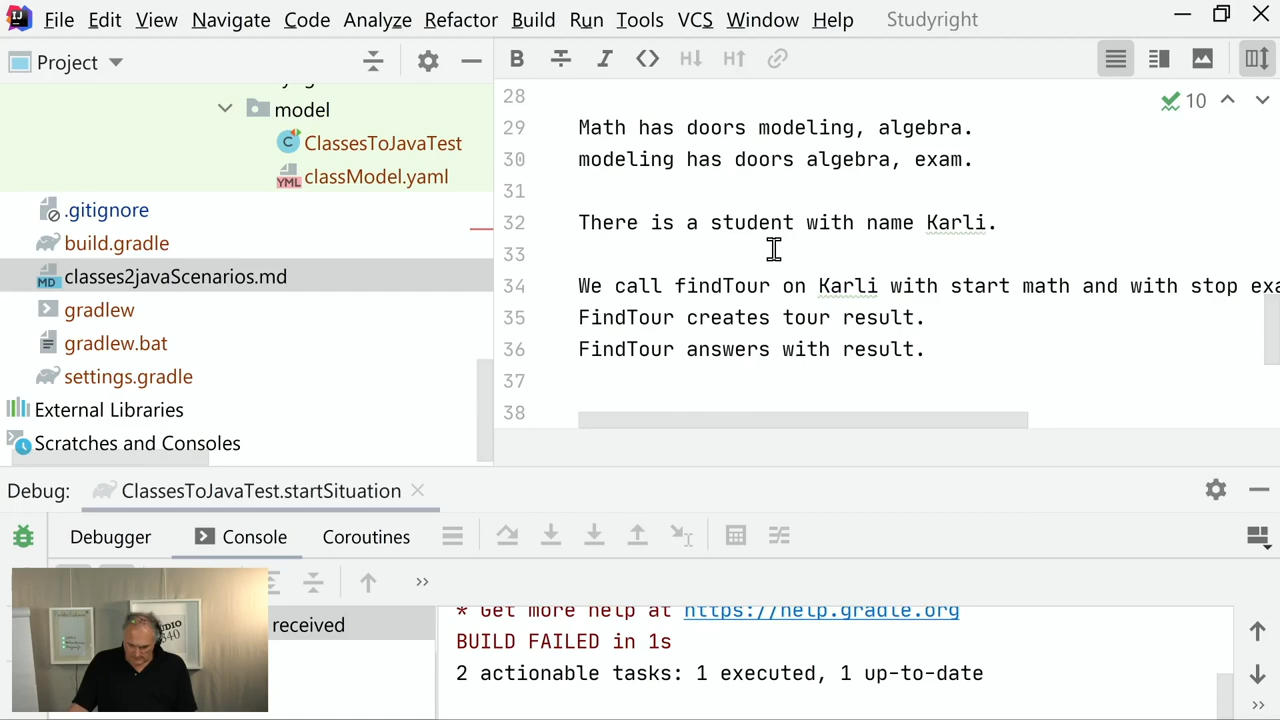 File Edit View Navigate Code Analyze Refactor Build Run Tools VCS Window Help Studyright
Project
model
ClassesToJavaTest
classModel.yaml
.gitignore
build.gradle
classes2javaScenarios.md
gradlew
gradlew.bat
settings.gradle
External Libraries
Scratches and Consoles
B I H↓ H↑
10
28
29 Math has doors modeling, algebra.
30 modeling has doors algebra, exam.
31
32 There is a student with name Karli.
33
34 We call findTour on Karli with start math and with stop exa
35 FindTour creates tour result.
36 FindTour answers with result.
37
38
Debug: ClassesToJavaTest.startSituation
Debugger Console Coroutines
received
* Get more help at https://help.gradle.org
BUILD FAILED in 1s
2 actionable tasks: 1 executed, 1 up-to-date